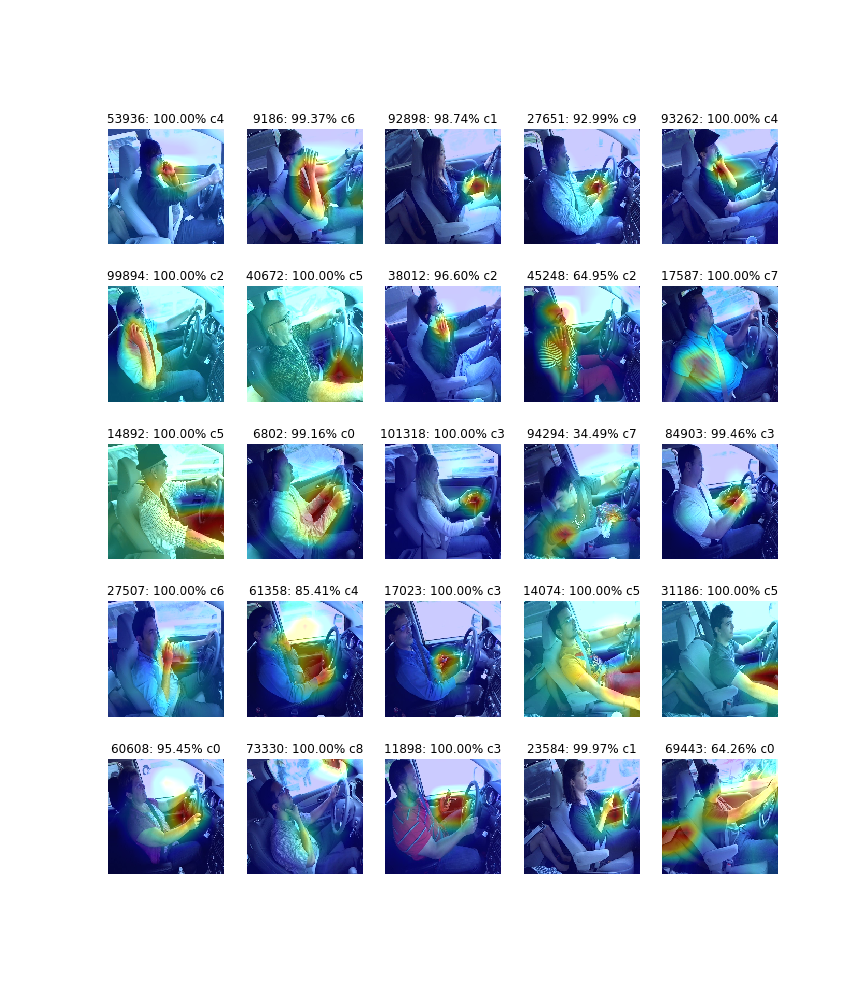 53936: 100.00% c4
9186: 99.37% c6
92898: 98.74% c1
27651: 92.99% c9
93262: 100.00% c4
99894: 100.00% c2
40672: 100.00% c5
38012: 96.60% c2
45248: 64.95% c2
17587: 100.00% c7
14892: 100.00% c5
6802: 99.16% c0
101318: 100.00% c3
94294: 34.49% c7
84903: 99.46% c3
27507: 100.00% c6
61358: 85.41% c4
17023: 100.00% c3
14074: 100.00% c5
31186: 100.00% c5
60608: 95.45% c0
73330: 100.00% c8
11898: 100.00% c3
23584: 99.97% c1
69443: 64.26% c0